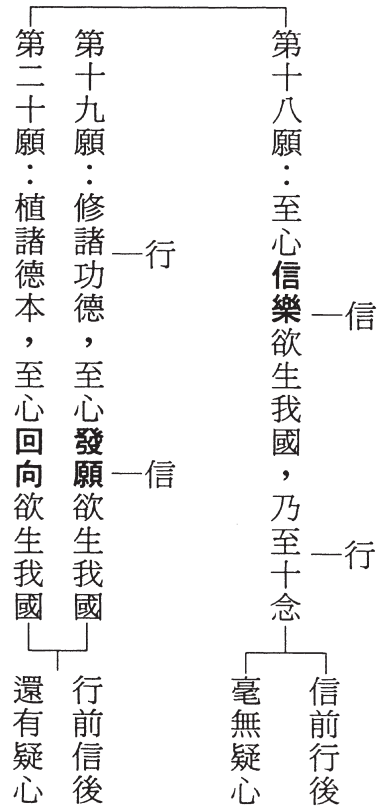 第十八願：至心信樂欲生我國，乃至十念
信
行
信前行後
毫無疑心
第十九願：修諸功德，至心發願欲生我國
行
信
第二十願：植諸德本，至心回向欲生我國
行前信後
還有疑心